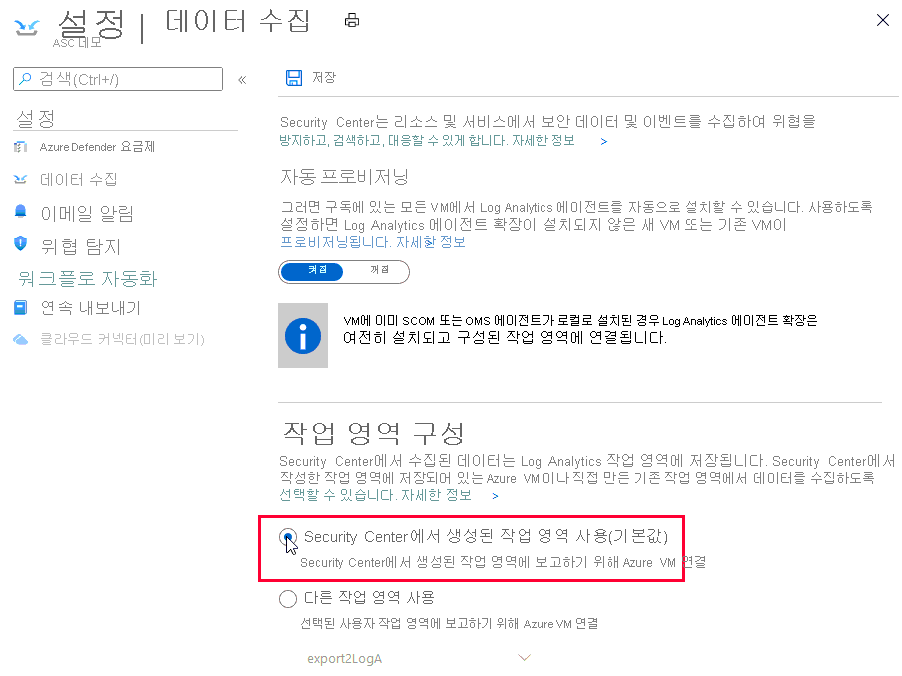 설정 | 데이터 수집
ASC 데모
검색(Ctrl+/)
«
저장
설정
Azure Defender 요금제
데이터 수집
이메일 알림
위협 탐지
워크플로 자동화
연속 내보내기
클라우드 커넥터(미리 보기)
Security Center는 리소스 및 서비스에서 보안 데이터 및 이벤트를 수집하여 위협을
방지하고, 검색하고, 대응할 수 있게 합니다. 자세한 정보 >
자동 프로비저닝
그러면 구독에 있는 모든 VM에서 Log Analytics 에이전트를 자동으로 설치할 수 있습니다. 사용하도록
설정하면 Log Analytics 에이전트 확장이 설치되지 않은 새 VM 또는 기존 VM이
프로비저닝됩니다. 자세한 정보
켜짐 꺼짐
VM에 이미 SCOM 또는 OMS 에이전트가 로컬로 설치된 경우 Log Analytics 에이전트 확장은
여전히 설치되고 구성된 작업 영역에 연결됩니다.
작업 영역 구성
Security Center에서 수집된 데이터는 Log Analytics 작업 영역에 저장됩니다. Security Center에서
작성한 작업 영역에 저장되어 있는 Azure VM이나 직접 만든 기존 작업 영역에서 데이터를 수집하도록
선택할 수 있습니다. 자세한 정보 >
Security Center에서 생성된 작업 영역 사용(기본값)
Security Center에서 생성된 작업 영역에 보고하기 위해 Azure VM 연결
다른 작업 영역 사용
선택된 사용자 작업 영역에 보고하기 위해 Azure VM 연결
export2LogA